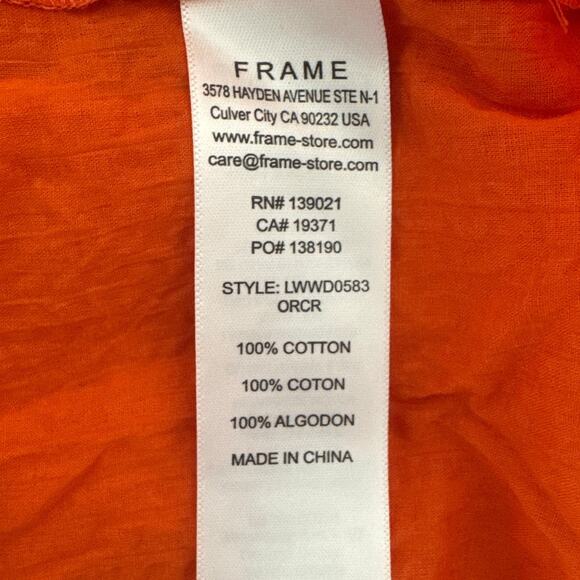 FRAME
3578 HAYDEN AVENUE STE N-1
Culver City CA 90232 USA
www.frame-store.com
care@frame-store.com
RN# 139021
CA# 19371
PO# 138190
STYLE: LWWD0583
ORCR
100% COTTON
100% COTON
100% ALGODON
MADE IN CHINA